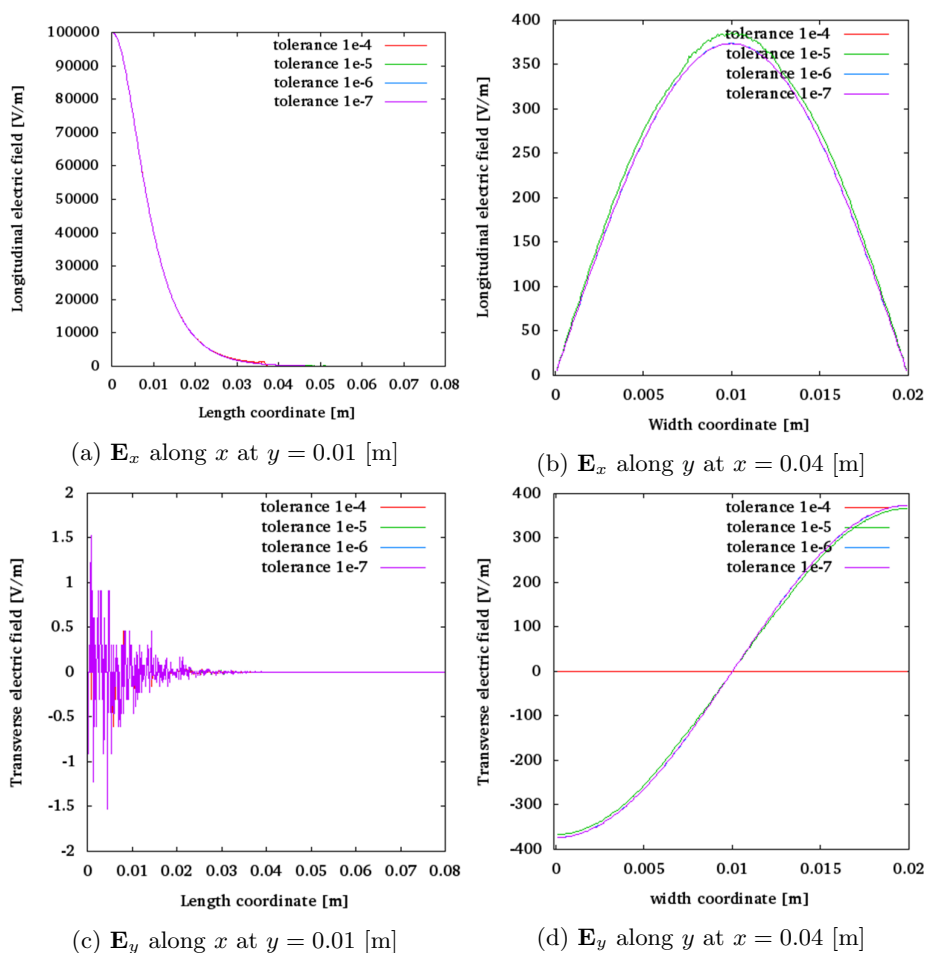 100000
90000
80000
70000
60000
50000
40000
30000
20000
10000
0
Longitudinal electric field [V/m]
tolerance 1e-4
tolerance 1e-5
tolerance 1e-6
tolerance 1e-7
0 0.01 0.02 0.03 0.04 0.05 0.06 0.07 0.08
Length coordinate [m]
(a) E_x along x at y = 0.01 [m]
400
350
300
250
200
150
100
50
0
Longitudinal electric field [V/m]
tolerance 1e-4
tolerance 1e-5
tolerance 1e-6
tolerance 1e-7
0 0.005 0.01 0.015 0.02
Width coordinate [m]
(b) E_x along y at x = 0.04 [m]
2
1.5
1
0.5
0
-0.5
-1
-1.5
-2
Transverse electric field [V/m]
tolerance 1e-4
tolerance 1e-5
tolerance 1e-6
tolerance 1e-7
0 0.01 0.02 0.03 0.04 0.05 0.06 0.07 0.08
Length coordinate [m]
(c) E_y along x at y = 0.01 [m]
400
300
200
100
0
-100
-200
-300
-400
Transverse electric field [V/m]
tolerance 1e-4
tolerance 1e-5
tolerance 1e-6
tolerance 1e-7
0 0.005 0.01 0.015 0.02
width coordinate [m]
(d) E_y along y at x = 0.04 [m]